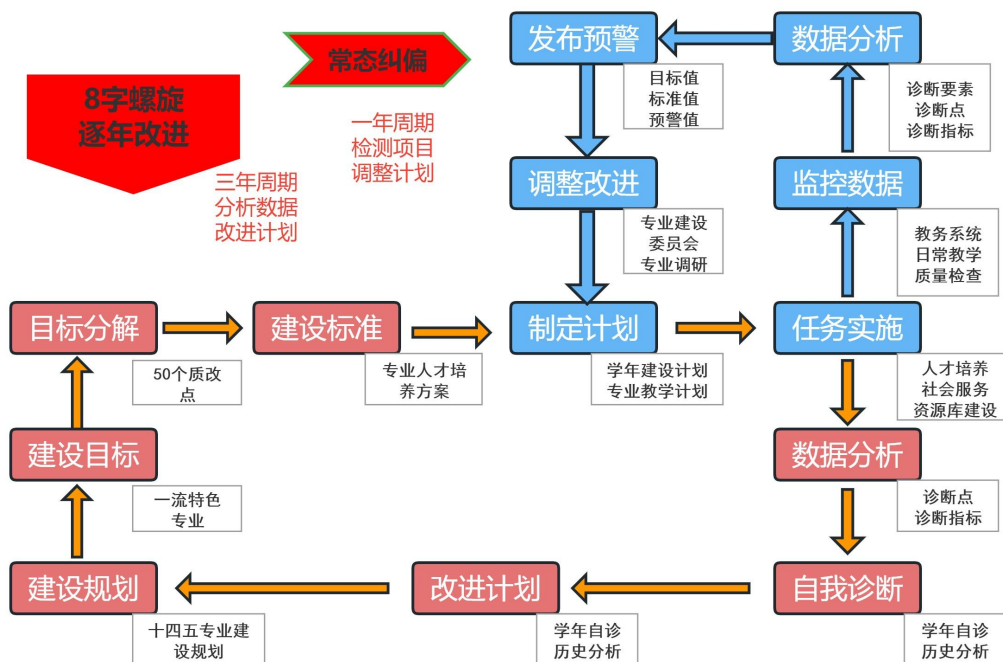 发布预警
数据分析
常态纠偏
8字螺旋
逐年改进
目标值
标准值
预警值
诊断要素
诊断点
诊断指标
一年周期
检测项目
调整计划
三年周期
分析数据
改进计划
调整改进
监控数据
专业建设
委员会
专业调研
教务系统
日常教学
质量检查
目标分解
建设标准
制定计划
任务实施
50个质改
点
专业人才培
养方案
学年建设计划
专业教学计划
人才培养
社会服务
资源库建设
建设目标
数据分析
一流特色
专业
诊断点
诊断指标
建设规划
改进计划
自我诊断
十四五专业建
设规划
学年自诊
历史分析
学年自诊
历史分析